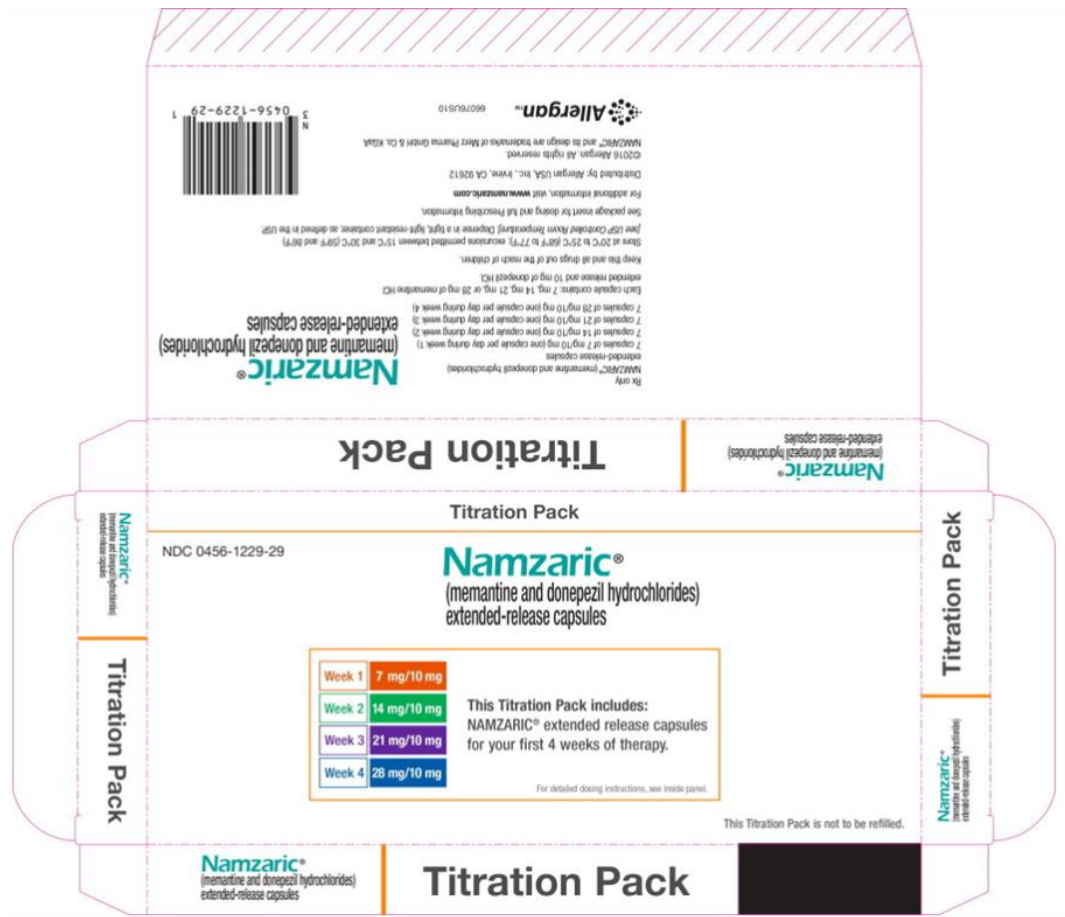 Rx only
NAMZARIC® (memantine and donepezil hydrochlorides)
extended-release capsules
7 capsules of 7 mg/10 mg (one capsule per day during week 1)
7 capsules of 14 mg/10 mg (one capsule per day during week 2)
7 capsules of 21 mg/10 mg (one capsule per day during week 3)
7 capsules of 28 mg/10 mg (one capsule per day during week 4)
Each capsule contains: 7 mg, 14 mg, 21 mg, or 28 mg of memantine HCl
extended release and 10 mg of donepezil HCl.
Keep this and all drugs out of the reach of children.
Store at 20°C to 25°C (68°F to 77°F); excursions permitted between 15°C and 30°C (59°F and 86°F)
[see USP Controlled Room Temperature]. Dispense in a tight, light-resistant container, as defined in the USP.
See package insert for dosing and full Prescribing Information.
For additional information, visit www.namzaric.com
Distributed by: Allergan USA, Inc., Irvine, CA 92612
©2016 Allergan. All rights reserved.
NAMZARIC® and its design are trademarks of Merz Pharma GmbH & Co. KGaA
Allergan™
66076US10
Namzaric®
(memantine and donepezil hydrochlorides)
extended-release capsules
N
3 0456-1229-29 1
Titration Pack
Namzaric®
(memantine and donepezil hydrochlorides)
extended-release capsules
Titration Pack
NDC 0456-1229-29
Namzaric®
(memantine and donepezil hydrochlorides)
extended-release capsules
Week 1 7 mg/10 mg
Week 2 14 mg/10 mg
Week 3 21 mg/10 mg
Week 4 28 mg/10 mg
This Titration Pack includes:
NAMZARIC® extended release capsules
for your first 4 weeks of therapy.
For detailed dosing instructions, see inside panel.
This Titration Pack is not to be refilled.
Namzaric®
(memantine and donepezil hydrochlorides)
extended-release capsules
Titration Pack
Titration Pack
Namzaric®
(memantine and donepezil hydrochlorides)
extended-release capsules
Namzaric®
(memantine and donepezil hydrochlorides)
extended-release capsules
Titration Pack